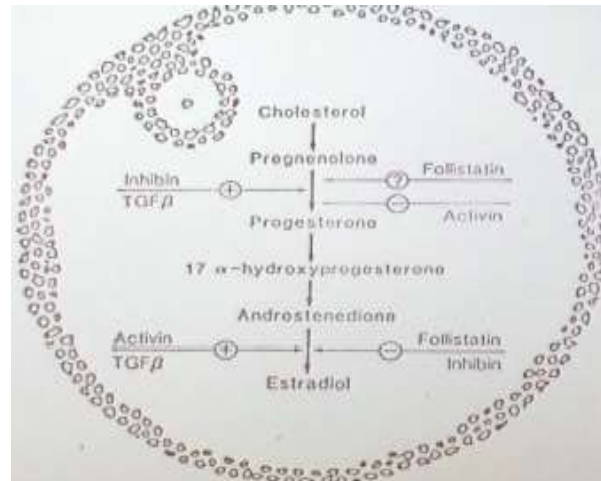 Cholesterol
Pregnenolone
Inhibin
TGFβ
+
?
Follistatin
−
Activin
Progesterone
17 α-hydroxyprogesterone
Androstenedione
Activin
TGFβ
+
−
Follistatin
Inhibin
Estradiol